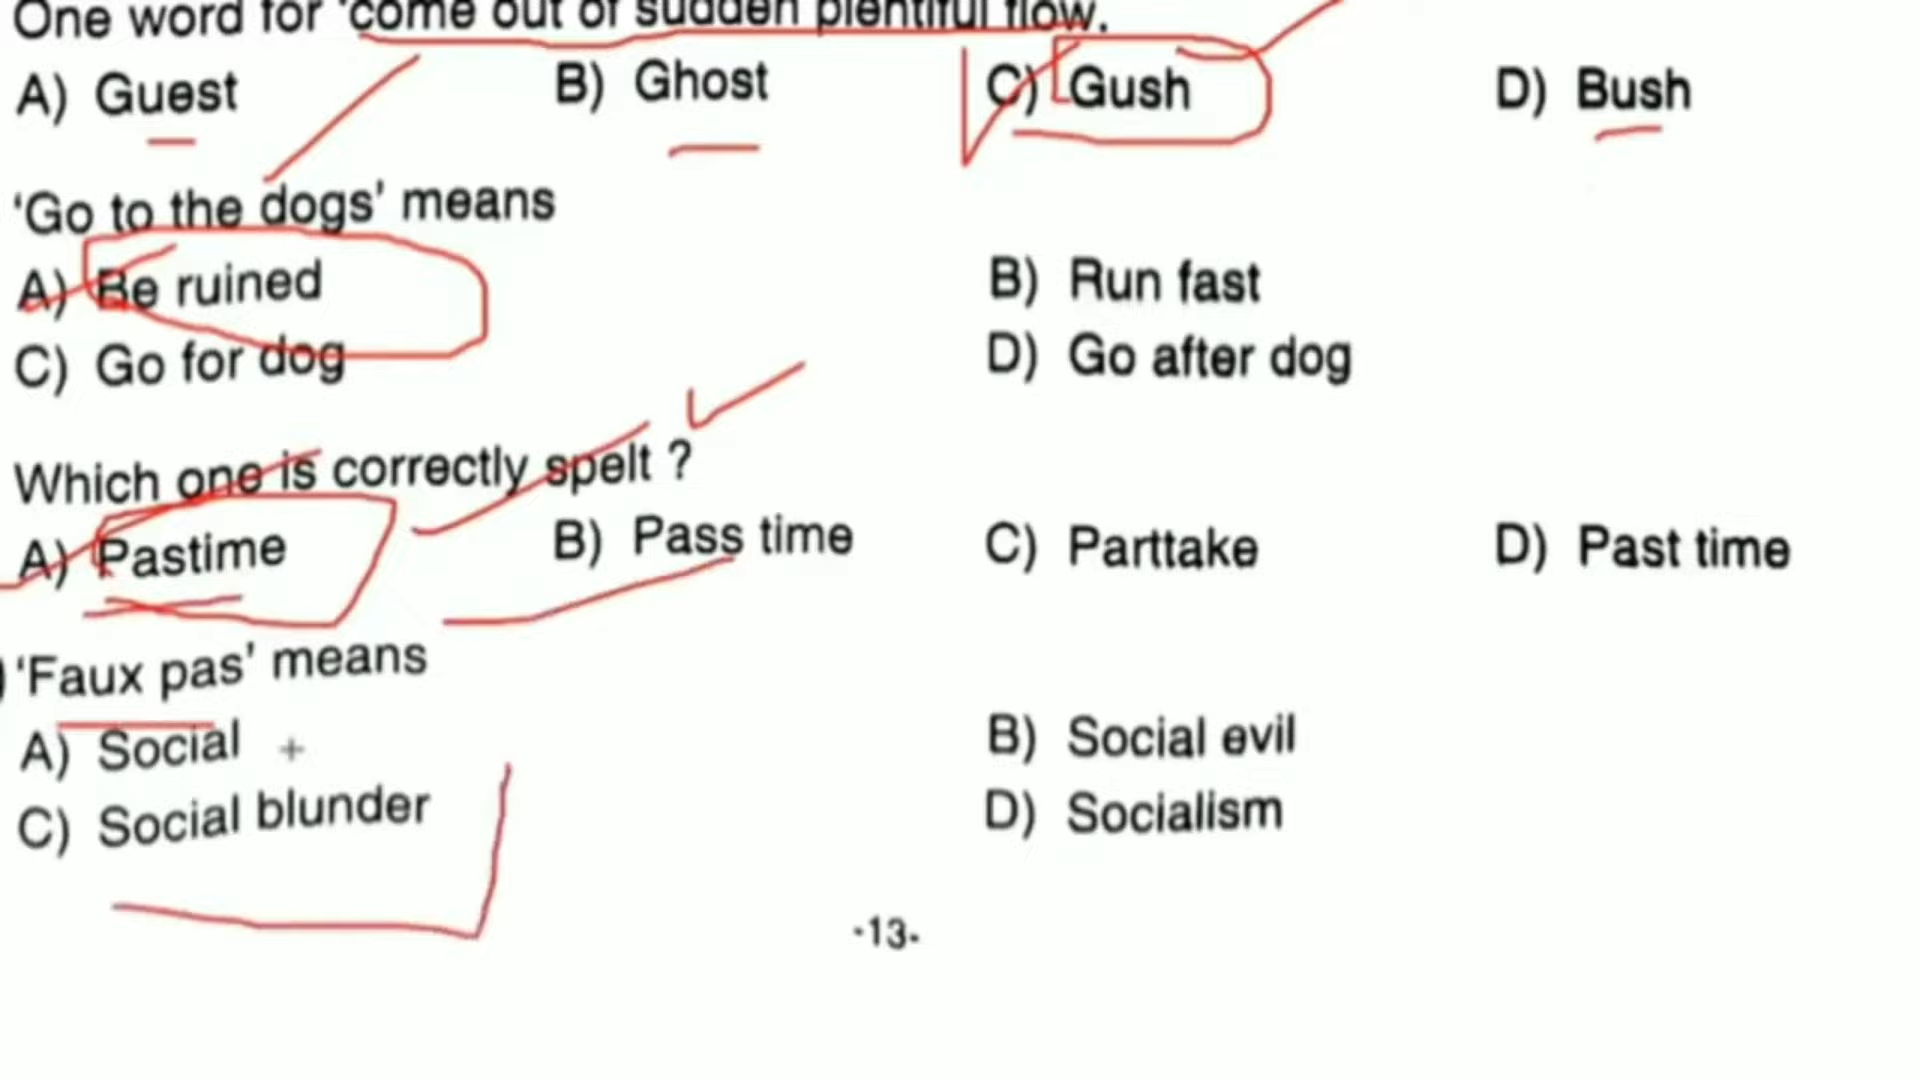 One word for 'come out of sudden plentiful flow.
A) Guest B) Ghost C) Gush D) Bush
'Go to the dogs' means
A) Be ruined B) Run fast
C) Go for dog D) Go after dog
Which one is correctly spelt ?
A) Pastime B) Pass time C) Parttake D) Past time
) 'Faux pas' means
A) Social B) Social evil
C) Social blunder D) Socialism
-13-